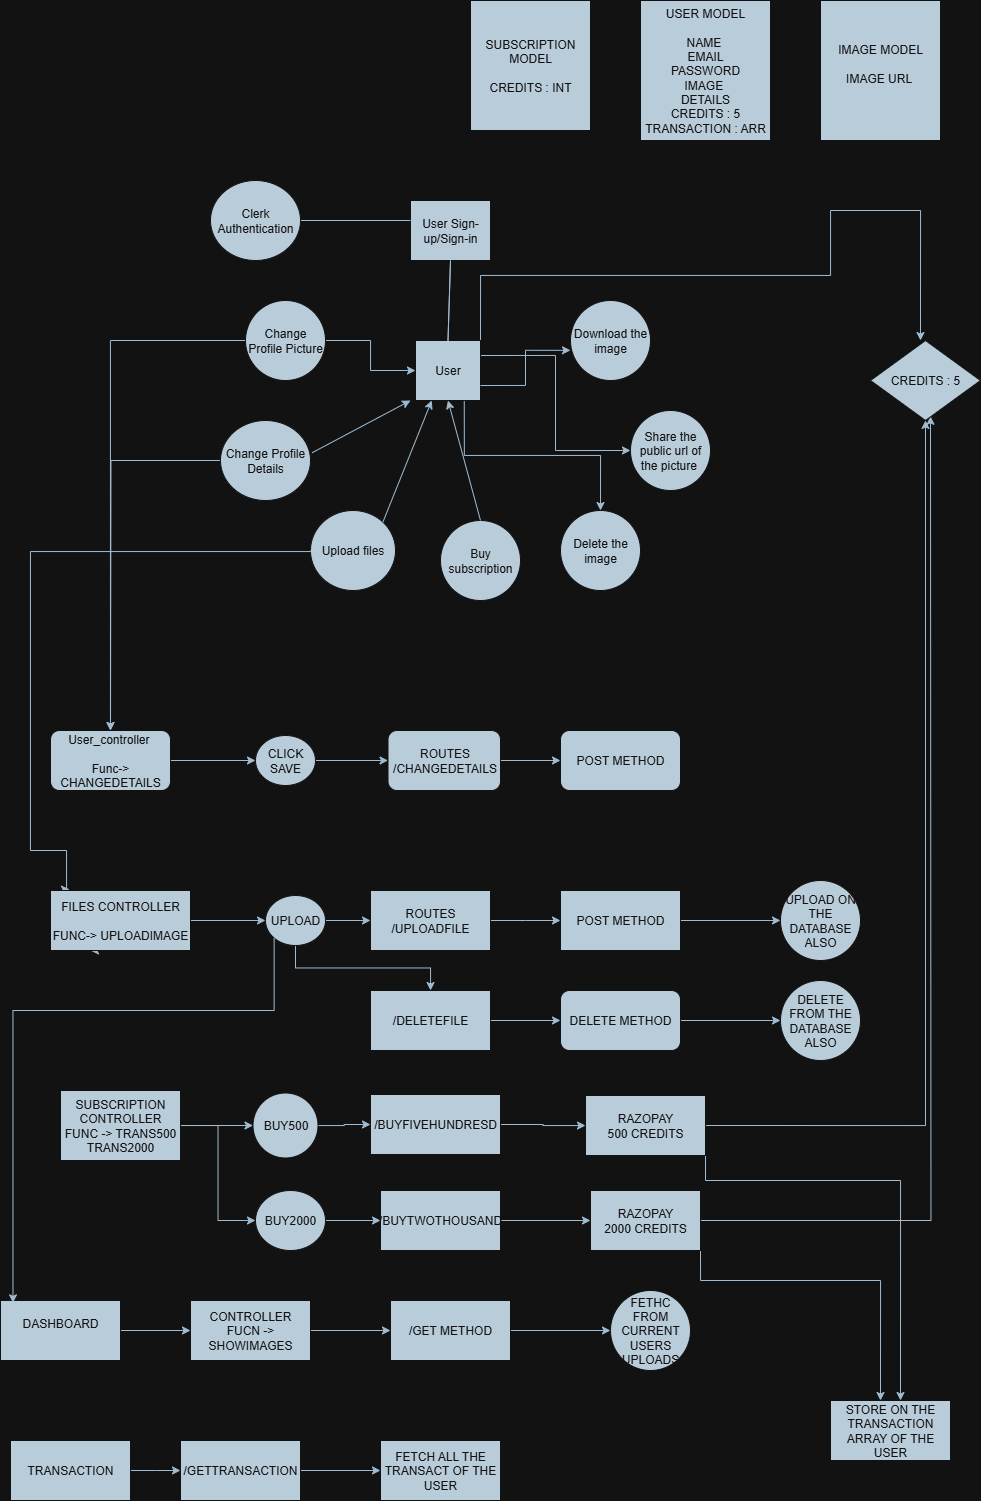 SUBSCRIPTION
MODEL
CREDITS : INT
USER MODEL
NAME
EMAIL
PASSWORD
IMAGE
DETAILS
CREDITS : 5
TRANSACTION : ARR
IMAGE MODEL
IMAGE URL
Clerk
Authentication
User Sign-
up/Sign-in
Change
Profile Picture
User
Download the
image
CREDITS : 5
Change Profile
Details
Share the
public url of
the picture
Upload files
Buy
subscription
Delete the
image
User_controller
Func->
CHANGEDETAILS
CLICK
SAVE
ROUTES
/CHANGEDETAILS
POST METHOD
FILES CONTROLLER
FUNC-> UPLOADIMAGE
UPLOAD
ROUTES
/UPLOADFILE
POST METHOD
UPLOAD ON
THE
DATABASE
ALSO
/DELETEFILE
DELETE METHOD
DELETE
FROM THE
DATABASE
ALSO
SUBSCRIPTION
CONTROLLER
FUNC -> TRANS500
TRANS2000
BUY500
/BUYFIVEHUNDRESD
RAZOPAY
500 CREDITS
BUY2000
/BUYTWOTHOUSAND
RAZOPAY
2000 CREDITS
DASHBOARD
CONTROLLER
FUCN ->
SHOWIMAGES
/GET METHOD
FETHC
FROM
CURRENT
USERS
UPLOADS
STORE ON THE
TRANSACTION
ARRAY OF THE
USER
TRANSACTION
/GETTRANSACTION
FETCH ALL THE
TRANSACT OF THE
USER